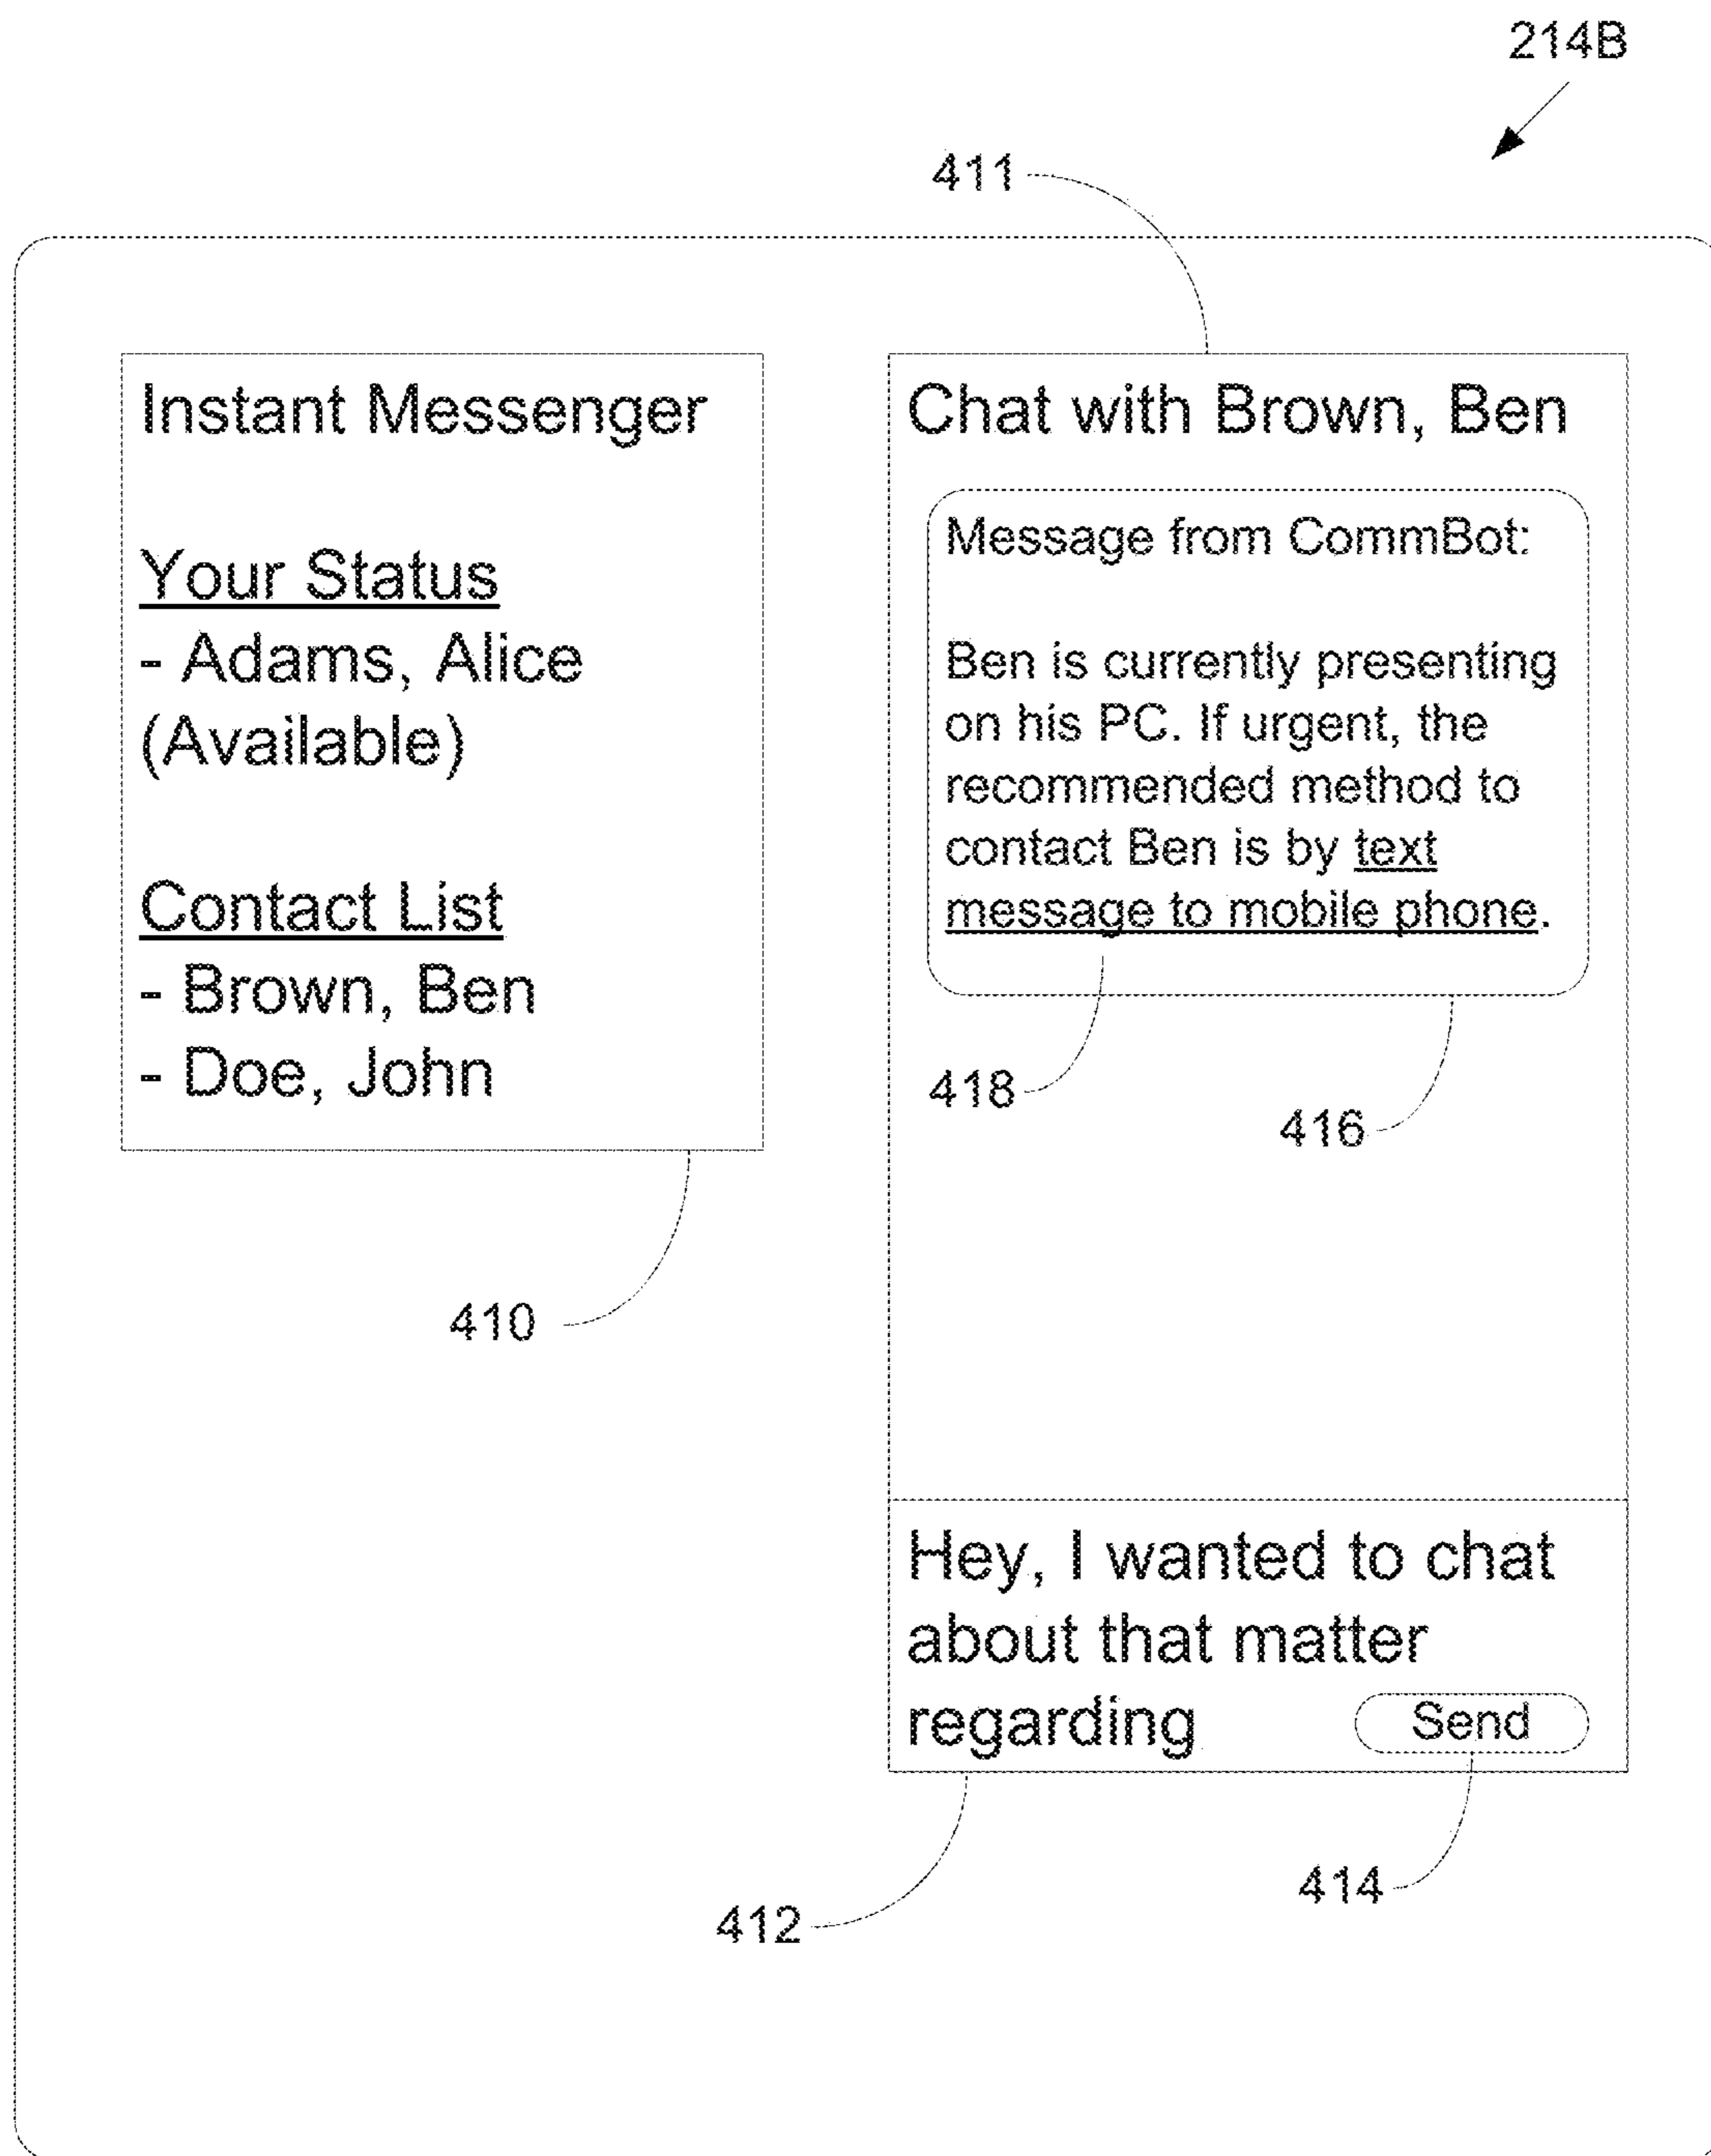 214B
411
Instant Messenger
Your Status
- Adams, Alice
(Available)
Contact List
- Brown, Ben
- Doe, John
410
Chat with Brown, Ben
Message from CommBot:
Ben is currently presenting
on his PC. If urgent, the
recommended method to
contact Ben is by text
message to mobile phone.
418
416
Hey, I wanted to chat
about that matter
regarding
Send
414
412